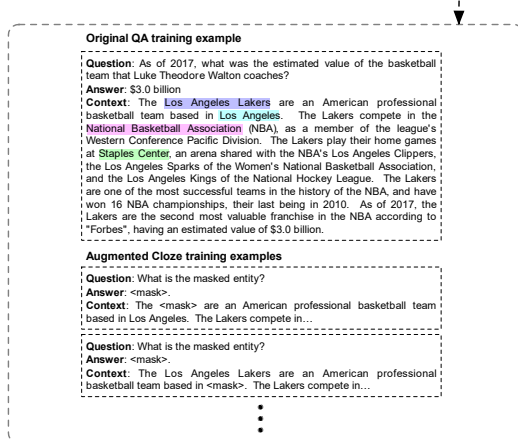 Original QA training example
Question: As of 2017, what was the estimated value of the basketball
team that Luke Theodore Walton coaches?
Answer: $3.0 billion
Context: The Los Angeles Lakers are an American professional
basketball team based in Los Angeles. The Lakers compete in the
National Basketball Association (NBA), as a member of the league's
Western Conference Pacific Division. The Lakers play their home games
at Staples Center, an arena shared with the NBA's Los Angeles Clippers,
the Los Angeles Sparks of the Women's National Basketball Association,
and the Los Angeles Kings of the National Hockey League. The Lakers
are one of the most successful teams in the history of the NBA, and have
won 16 NBA championships, their last being in 2010. As of 2017, the
Lakers are the second most valuable franchise in the NBA according to
"Forbes", having an estimated value of $3.0 billion.
Augmented Cloze training examples
Question: What is the masked entity?
Answer: <mask>.
Context: The <mask> are an American professional basketball team
based in Los Angeles. The Lakers compete in…
Question: What is the masked entity?
Answer: <mask>.
Context: The Los Angeles Lakers are an American professional
basketball team based in <mask>. The Lakers compete in…